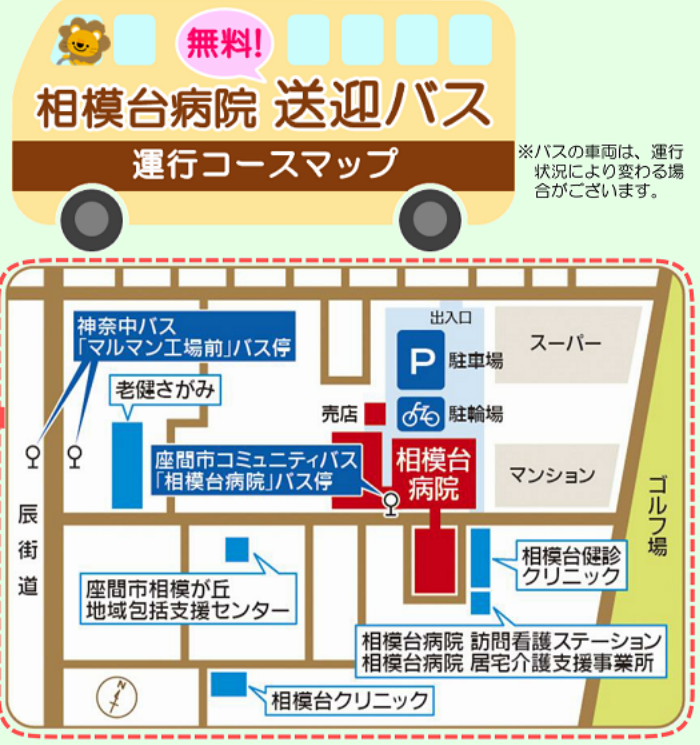 無料!
相模台病院 送迎バス
運行コースマップ
※バスの車両は、運行
状況により変わる場
合がございます。
出入口
神奈中バス
「マルマン工場前」バス停
スーパー
P 駐車場
老健さがみ
売店
駐輪場
座間市コミュニティバス
「相模台病院」バス停
相模台
病院
マンション
ゴルフ場
辰街道
相模台健診
クリニック
座間市相模が丘
地域包括支援センター
相模台病院 訪問看護ステーション
相模台病院 居宅介護支援事業所
N
相模台クリニック